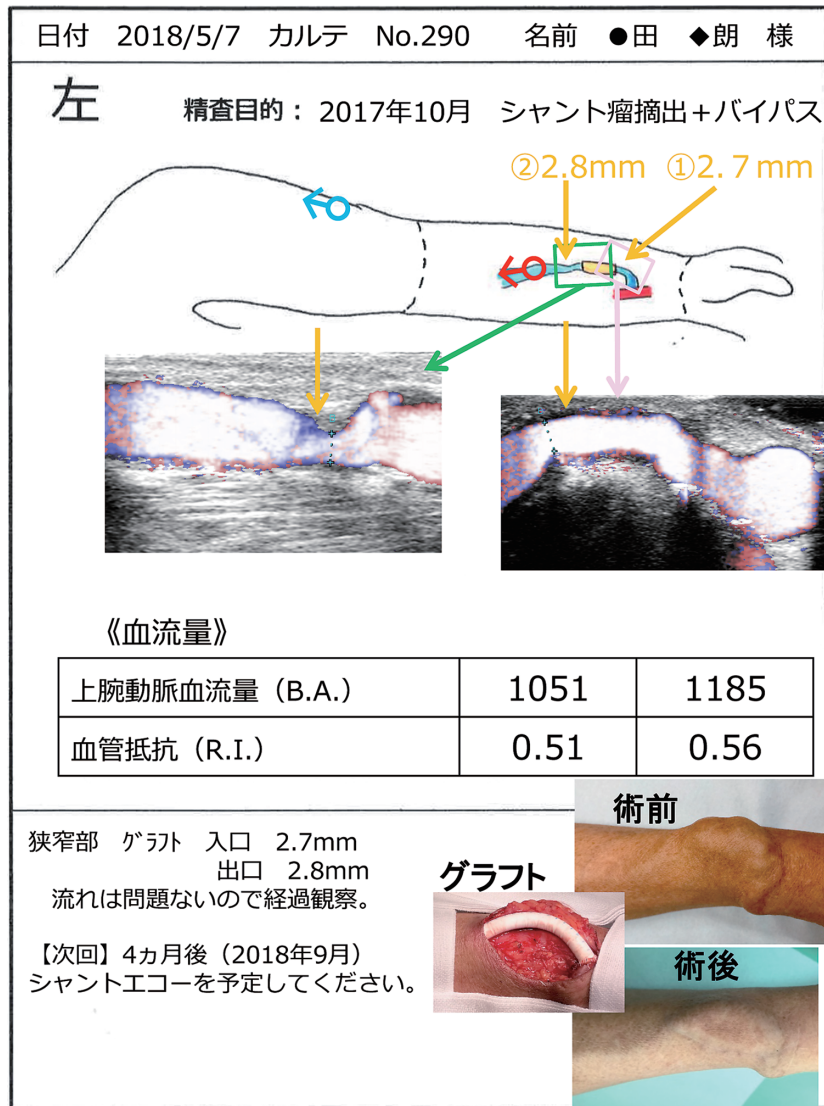 日付 2018/5/7 カルテ No.290 名前 ●田 ◆朗 様
左
精査目的： 2017年10月 シャント瘤摘出＋バイパス
②2.8mm ①2.7mm
《血流量》
上腕動脈血流量（B.A.） 1051 1185
血管抵抗（R.I.） 0.51 0.56
狭窄部 ｸﾞﾗﾌﾄ 入口 2.7mm
出口 2.8mm
流れは問題ないので経過観察。
【次回】4ヵ月後（2018年9月）
シャントエコーを予定してください。
グラフト
術前
術後